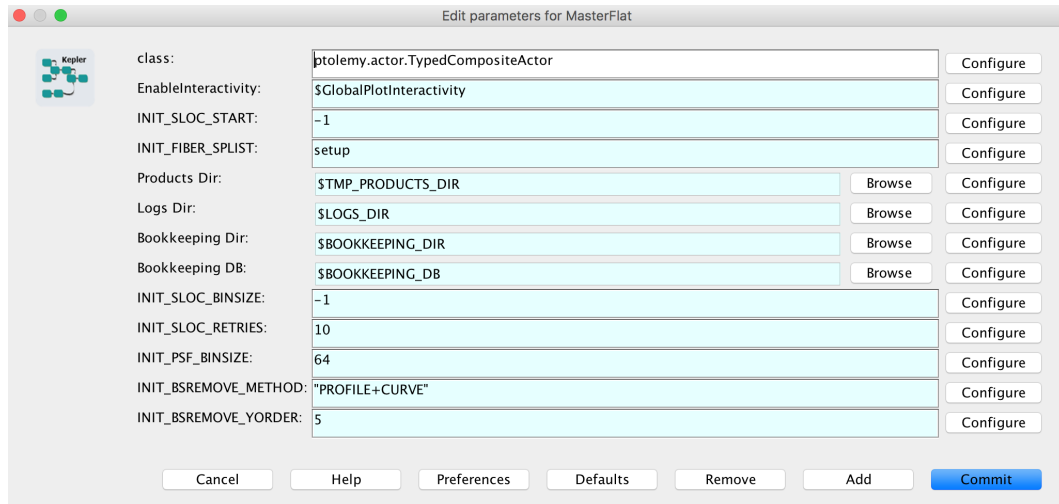 Edit parameters for MasterFlat
Kepler
class: ptolemy.actor.TypedCompositeActor Configure
EnableInteractivity: $GlobalPlotInteractivity Configure
INIT_SLOC_START: -1 Configure
INIT_FIBER_SPLIST: setup Configure
Products Dir: $TMP_PRODUCTS_DIR Browse Configure
Logs Dir: $LOGS_DIR Browse Configure
Bookkeeping Dir: $BOOKKEEPING_DIR Browse Configure
Bookkeeping DB: $BOOKKEEPING_DB Browse Configure
INIT_SLOC_BINSIZE: -1 Configure
INIT_SLOC_RETRIES: 10 Configure
INIT_PSF_BINSIZE: 64 Configure
INIT_BSREMOVE_METHOD: "PROFILE+CURVE" Configure
INIT_BSREMOVE_YORDER: 5 Configure
Cancel Help Preferences Defaults Remove Add Commit